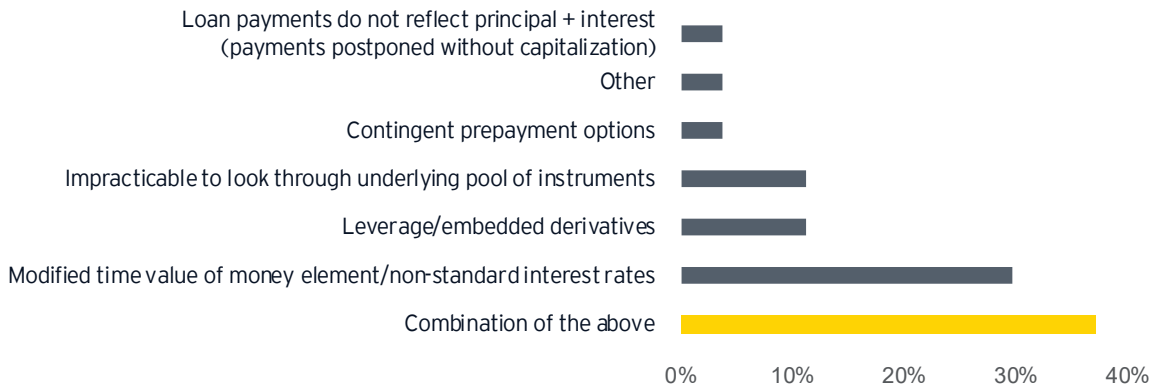 Loan payments do not reflect principal + interest
(payments postponed without capitalization)
Other
Contingent prepayment options
Impracticable to look through underlying pool of instruments
Leverage/embedded derivatives
Modified time value of money element/non-standard interest rates
Combination of the above
0% 10% 20% 30% 40%